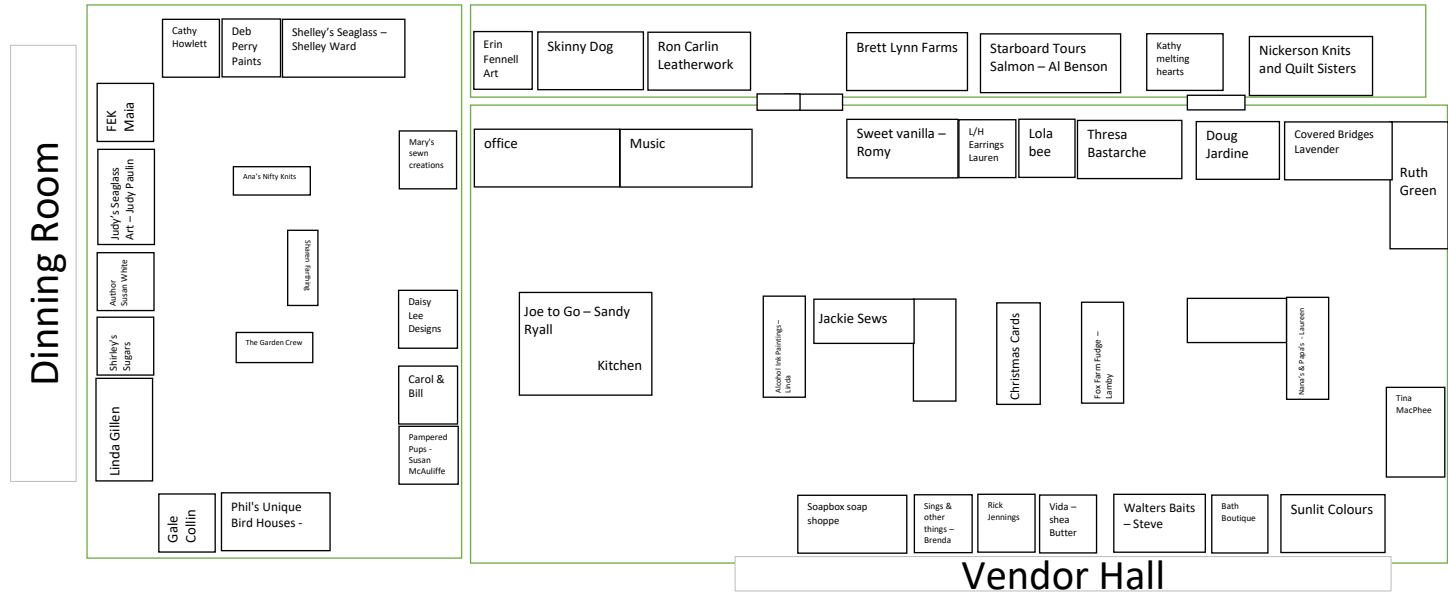 Dinning Room
Cathy
Howlett
Deb
Perry
Paints
Shelley's Seaglass –
Shelley Ward
FEK
Maia
Judy's Seaglass
Art – Judy Paulin
Author
Susan White
Shirley's
Sugars
Linda Gillen
Gale
Collin
Phil's Unique
Bird Houses -
Ana's Nifty Knits
Sharen Farthing
The Garden Crew
Mary's
sewn
creations
Daisy
Lee
Designs
Carol &
Bill
Pampered
Pups -
Susan
McAuliffe
Erin
Fennell
Art
Skinny Dog
Ron Carlin
Leatherwork
Brett Lynn Farms
Starboard Tours
Salmon – Al Benson
Kathy
melting
hearts
Nickerson Knits
and Quilt Sisters
office
Music
Sweet vanilla –
Romy
L/H
Earrings
Lauren
Lola
bee
Thresa
Bastarche
Doug
Jardine
Covered Bridges
Lavender
Ruth
Green
Joe to Go – Sandy
Ryall
Kitchen
Alcohol Ink Paintings –
Linda
Jackie Sews
Christmas Cards
Fox Farm Fudge –
Lamby
Nana's & Papa's - Laureen
Tina
MacPhee
Soapbox soap
shoppe
Sings &
other
things –
Brenda
Rick
Jennings
Vida –
shea
Butter
Walters Baits
– Steve
Bath
Boutique
Sunlit Colours
Vendor Hall